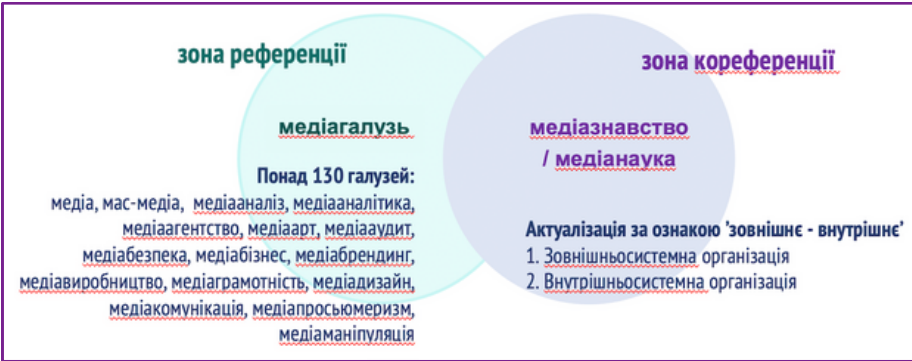 зона референції
медіагалузь
Понад 130 галузей:
медіа, мас-медіа, медіааналіз, медіааналітика,
медіаагентство, медіаарт, медіааудит,
медіабезпека, медіабізнес, медіабрендинг,
медіавиробництво, медіаграмотність, медіадизайн,
медіакомунікація, медіапросьюмеризм,
медіаманіпуляція
зона кореференції
медіазнавство
/ медіанаука
Актуалізація за ознакою 'зовнішнє - внутрішнє'
1. Зовнішньосистемна організація
2. Внутрішньосистемна організація